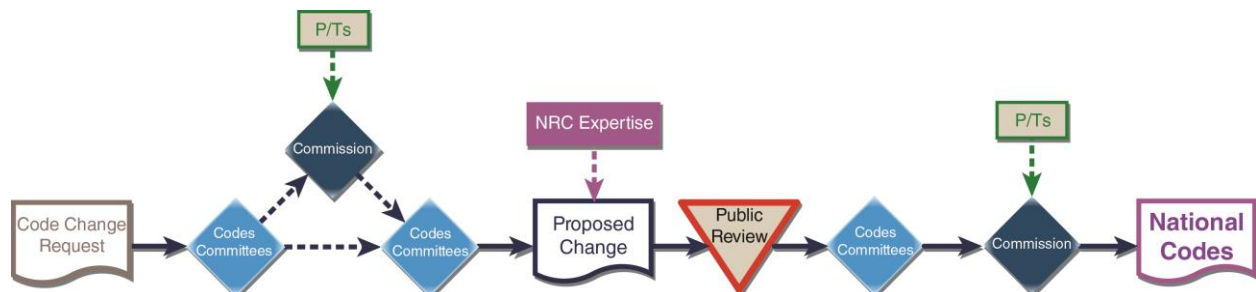 P/Ts
Commission
Code Change
Request
Codes
Committees
Codes
Committees
NRC Expertise
Proposed
Change
Public
Review
Codes
Committees
P/Ts
Commission
National
Codes